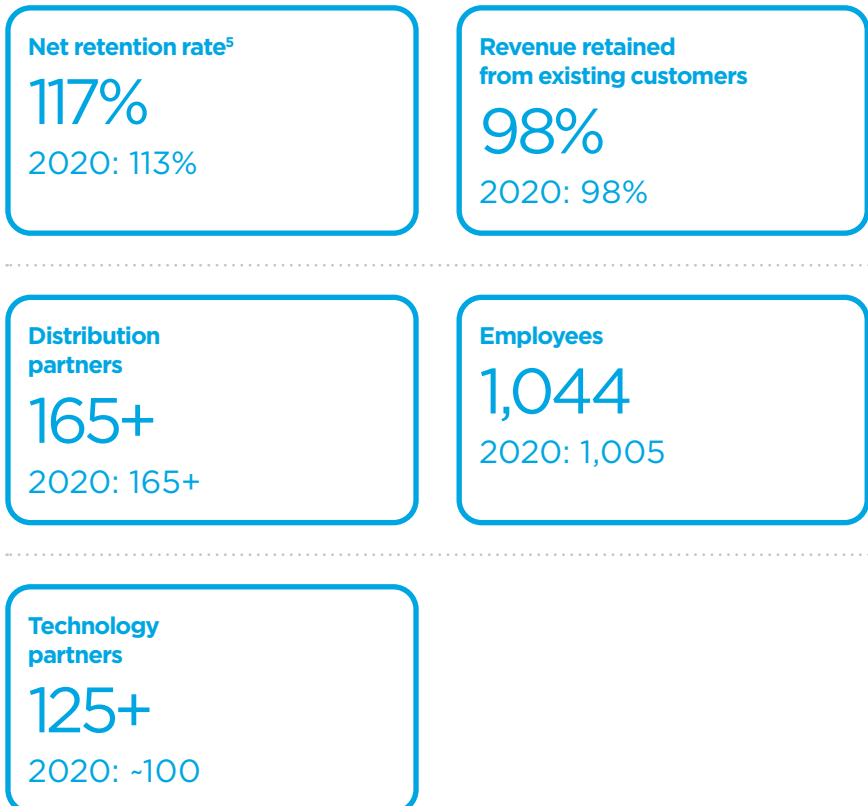 Net retention rate⁵
117%
2020: 113%
Revenue retained
from existing customers
98%
2020: 98%
Distribution
partners
165+
2020: 165+
Employees
1,044
2020: 1,005
Technology
partners
125+
2020: ~100